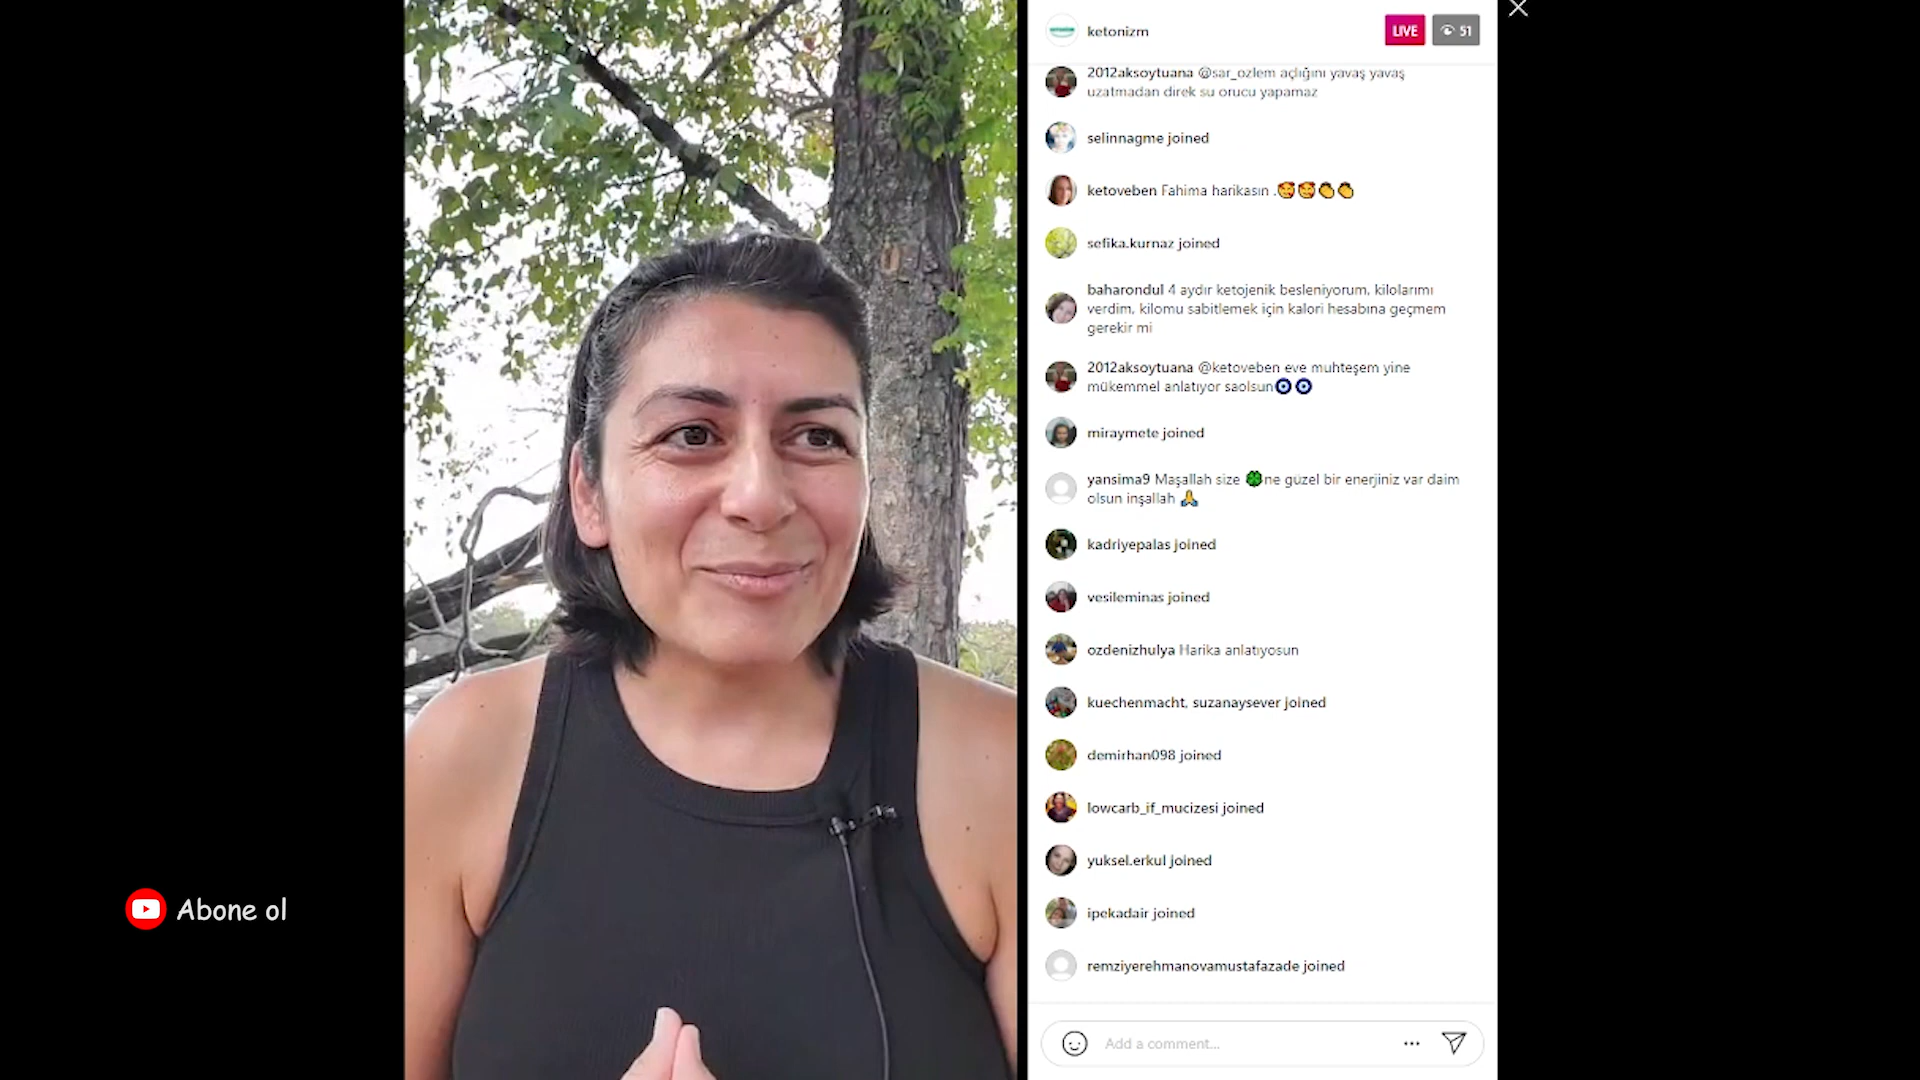 ketonizm
LIVE
51
2012aksoytuana @sar_ozlem açlığını yavaş yavaş
uzatmadan direk su orucu yapamaz
selinnagme joined
ketoveben Fahima harikasın .🥰🥰👏👏
sefika.kurnaz joined
baharondul 4 aydır ketojenik besleniyorum, kilolarımı
verdim, kilomu sabitlemek için kalori hesabına geçmem
gerekir mi
2012aksoytuana @ketoveben eve muhteşem yine
mükemmel anlatıyor saolsun🧿🧿
miraymete joined
yansima9 Maşallah size 🍀ne güzel bir enerjiniz var daim
olsun inşallah 🙏
kadriyepalas joined
vesileminas joined
ozdenizhulya Harika anlatıyosun
kuechenmacht, suzanaysever joined
demirhan098 joined
lowcarb_if_mucizesi joined
yuksel.erkul joined
ipekadair joined
remziyerehmanovamustafazade joined
Add a comment...
Abone ol